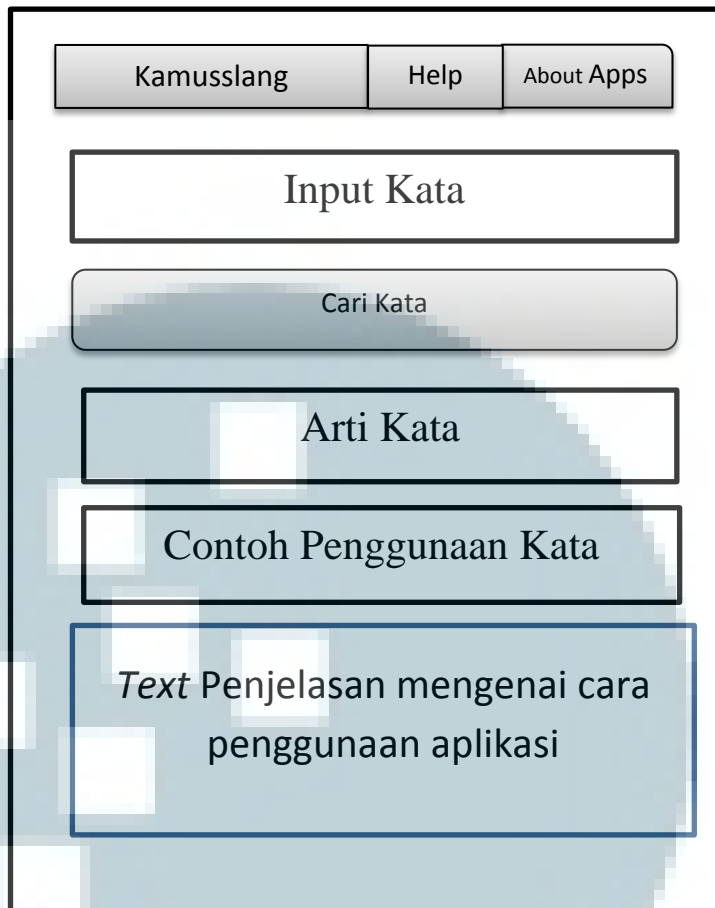 Kamusslang Help About Apps
Input Kata
Cari Kata
Arti Kata
Contoh Penggunaan Kata
Text Penjelasan mengenai cara
penggunaan aplikasi